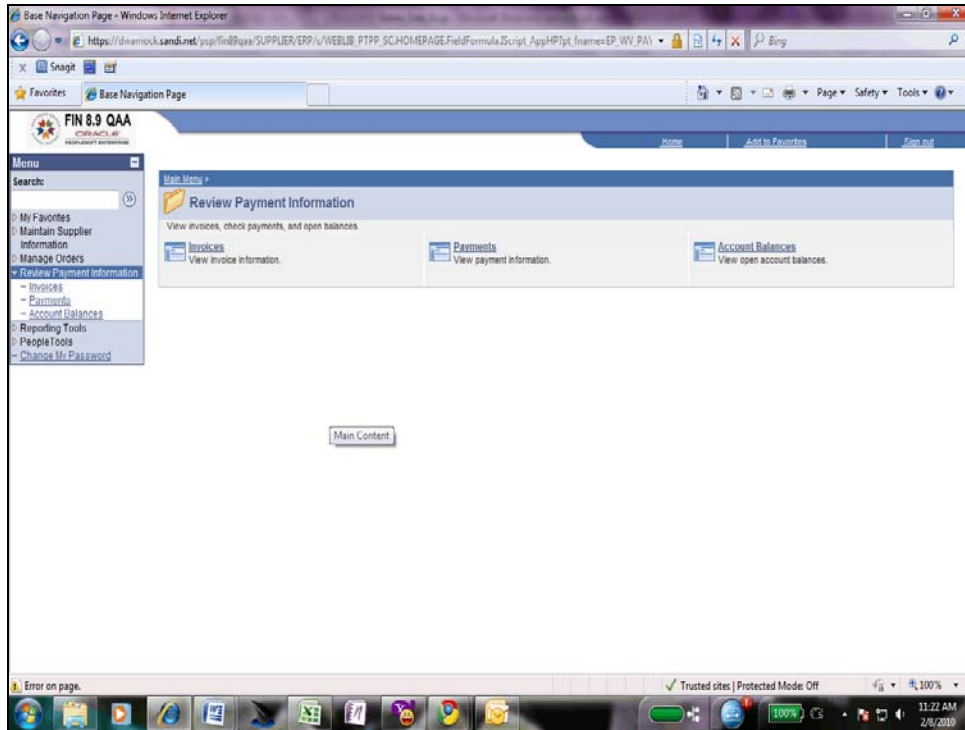 Base Navigation Page - Windows Internet Explorer
Bing
x Snagit
Favorites Base Navigation Page Page Safety Tools
FIN 8.9 QAA
ORACLE
PEOPLESOFT ENTERPRISE
Home Add to Favorites Sign out
Menu
Search:
My Favorites
Maintain Supplier
Information
Manage Orders
Review Payment Information
- Invoices
- Payments
- Account Balances
Reporting Tools
PeopleTools
- Change My Password
Main Menu >
Review Payment Information
View invoices, check payments, and open balances.
Invoices
View invoice information.
Payments
View payment information.
Account Balances
View open account balances.
Main Content
Error on page. Trusted sites | Protected Mode: Off 100%
100%
11:22 AM
2/8/2010